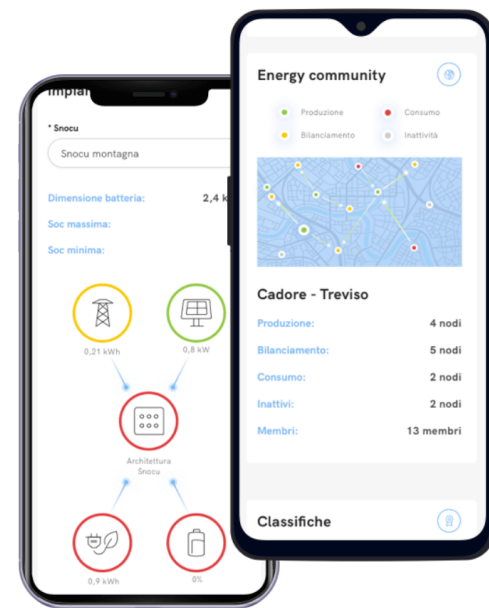 * Snocu
Snocu montagna
Dimensione batteria: 2,4
Soc massima:
Soc minima:
0,21 kWh
0,8 kW
Architettura
Snocu
0,9 kWh
0%
Energy community
Produzione
Consumo
Bilanciamento
Inattività
Cadore - Treviso
Produzione: 4 nodi
Bilanciamento: 5 nodi
Consumo: 2 nodi
Inattivi: 2 nodi
Membri: 13 membri
Classifiche